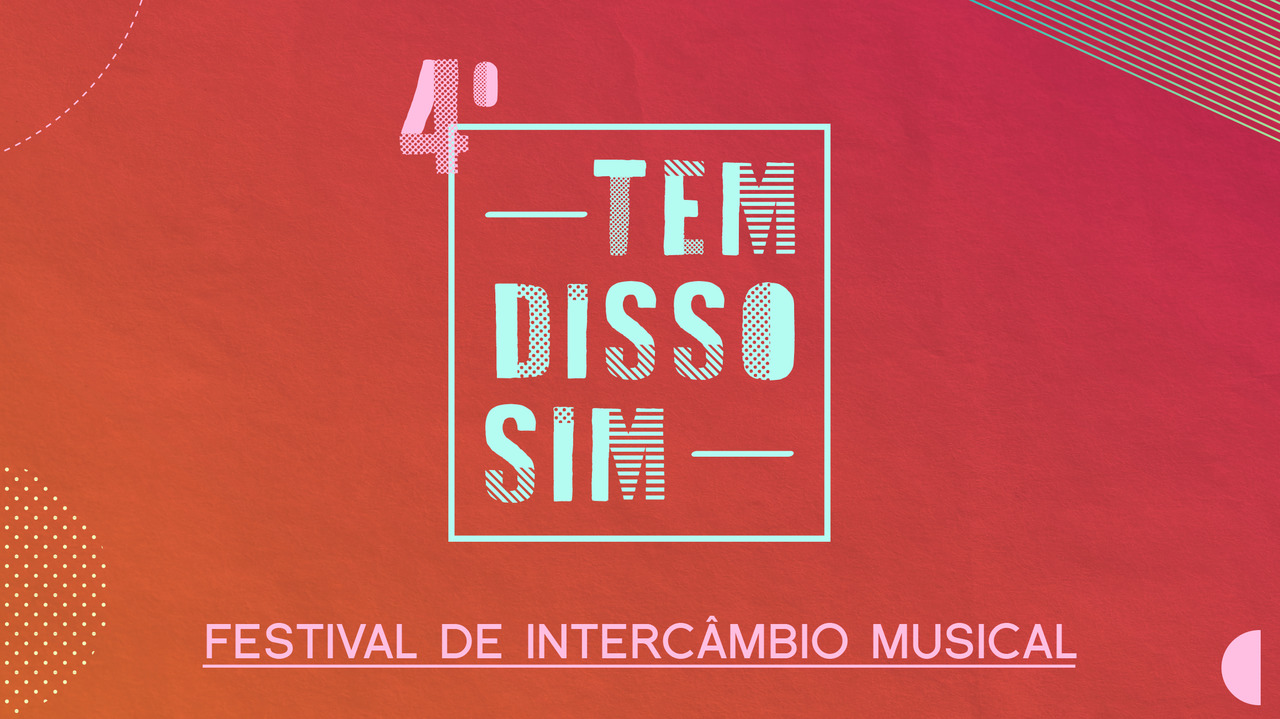 4º
TEM
DISSO
SIM
FESTIVAL DE INTERCÂMBIO MUSICAL